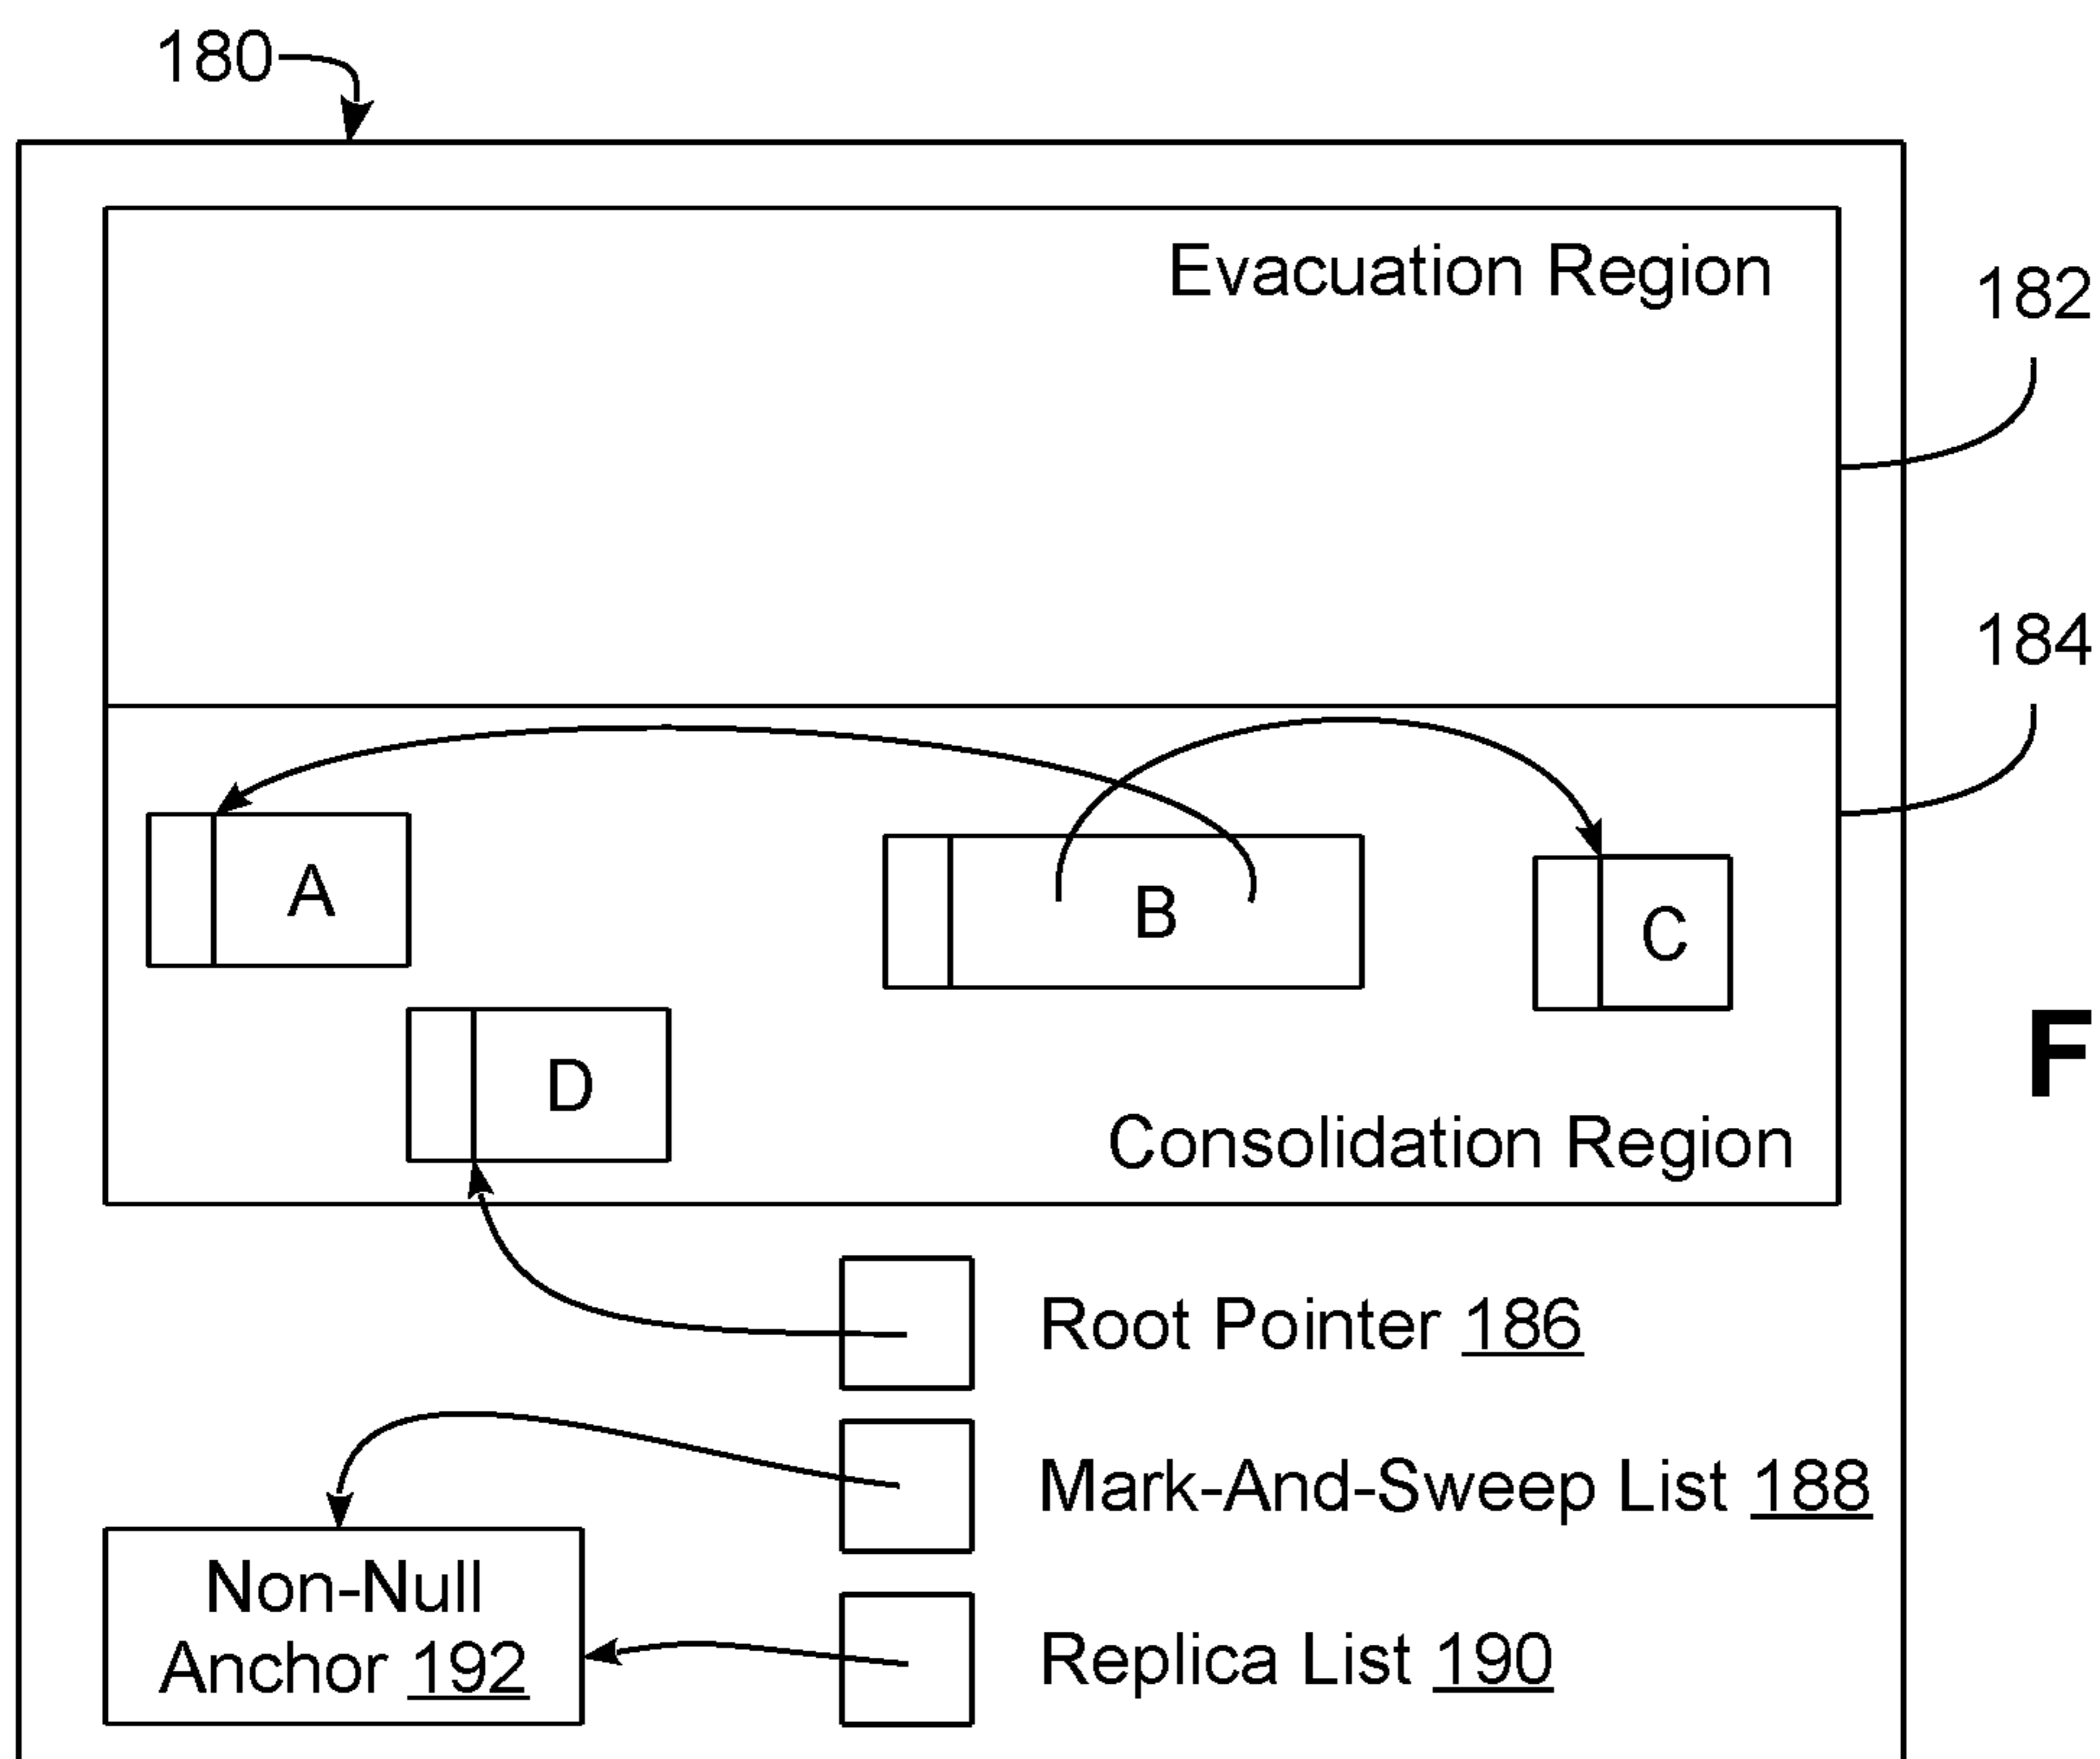 180
Evacuation Region
182
184
A
B
C
D
Consolidation Region
F
Root Pointer 186
Mark-And-Sweep List 188
Non-Null
Anchor 192
Replica List 190